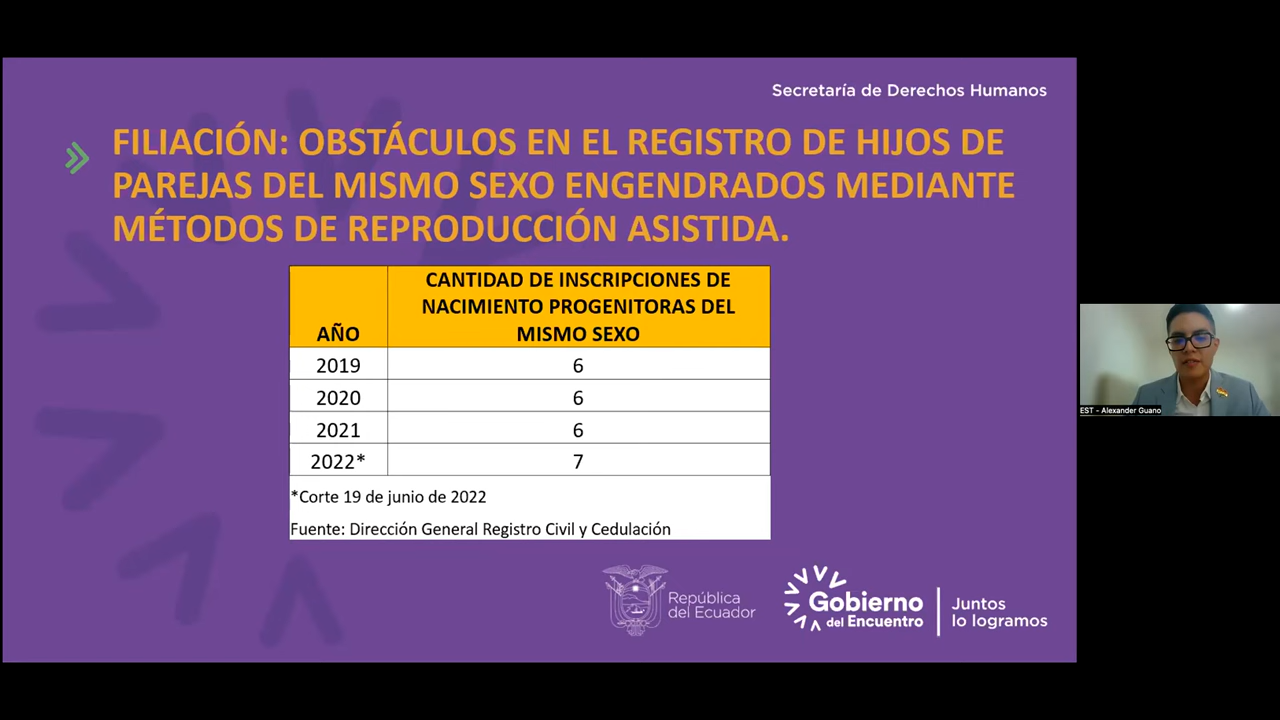 Secretaría de Derechos Humanos
FILIACIÓN: OBSTÁCULOS EN EL REGISTRO DE HIJOS DE
PAREJAS DEL MISMO SEXO ENGENDRADOS MEDIANTE
MÉTODOS DE REPRODUCCIÓN ASISTIDA.
AÑO
CANTIDAD DE INSCRIPCIONES DE
NACIMIENTO PROGENITORAS DEL
MISMO SEXO
2019 6
2020 6
2021 6
2022* 7
*Corte 19 de junio de 2022
Fuente: Dirección General Registro Civil y Cedulación
República
del Ecuador
Gobierno
del Encuentro
Juntos
lo logramos
EST - Alexander Guano